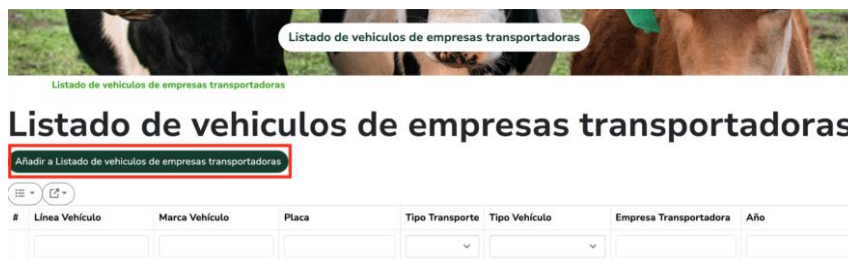 Listado de vehiculos de empresas transportadoras
Listado de vehiculos de empresas transportadoras
Listado de vehiculos de empresas transportadoras
Añadir a Listado de vehiculos de empresas transportadoras
# Línea Vehículo Marca Vehículo Placa Tipo Transporte Tipo Vehículo Empresa Transportadora Año